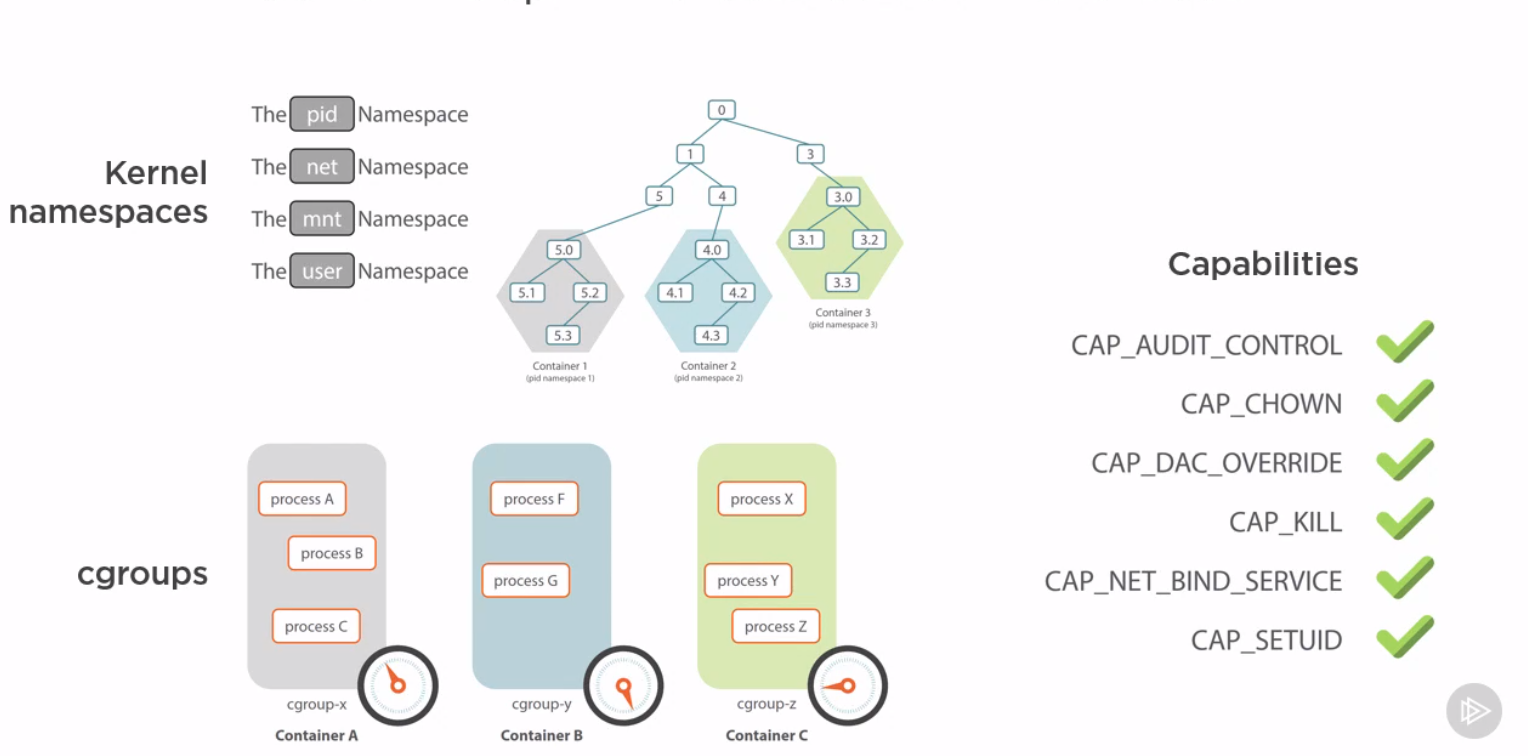 Kernel
namespaces
The pid Namespace
The net Namespace
The mnt Namespace
The user Namespace
0
1
3
5
4
3.0
3.1
3.2
3.3
Container 3
(pid namespace 3)
5.0
5.1
5.2
5.3
Container 1
(pid namespace 1)
4.0
4.1
4.2
4.3
Container 2
(pid namespace 2)
cgroups
process A
process B
process C
cgroup-x
Container A
process F
process G
cgroup-y
Container B
process X
process Y
process Z
cgroup-z
Container C
Capabilities
CAP_AUDIT_CONTROL
CAP_CHOWN
CAP_DAC_OVERRIDE
CAP_KILL
CAP_NET_BIND_SERVICE
CAP_SETUID